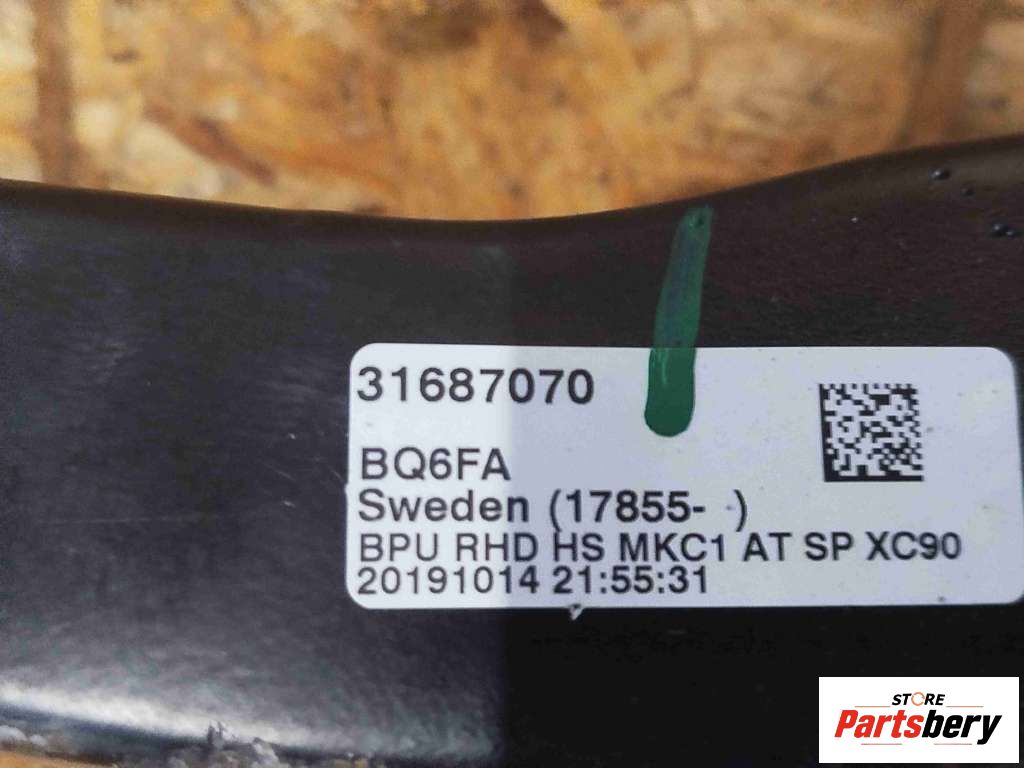 31687070
BQ6FA
Sweden (17855- )
BPU RHD HS MKC1 AT SP XC90
20191014 21:55:31
STORE
Partsbery